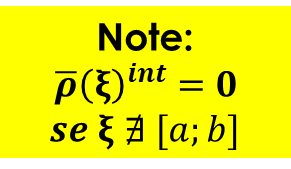 Note:
ρ̅(ξ)^int = 0
se ξ ∄ [a; b]